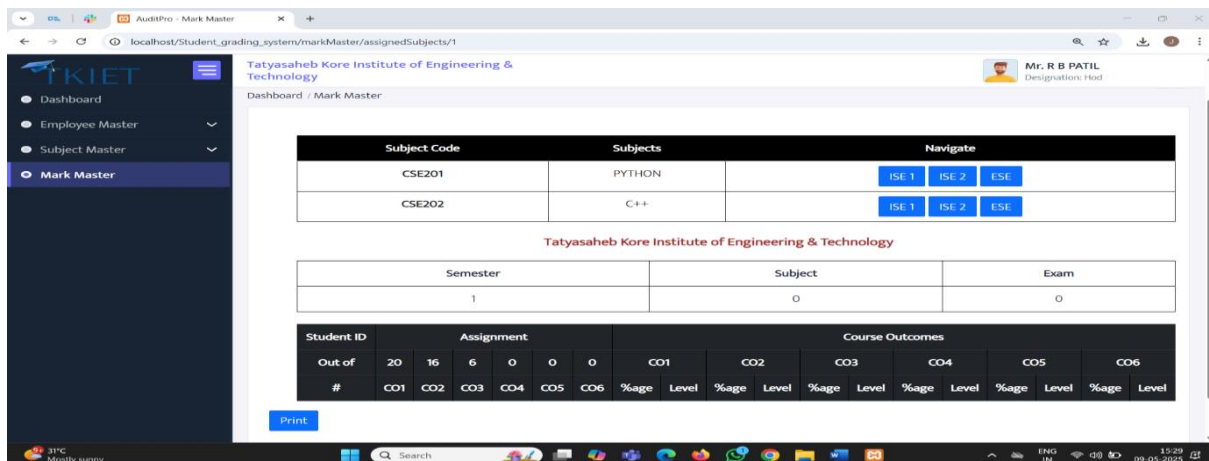 AuditPro - Mark Master
localhost/Student_grading_system/markMaster/assignedSubjects/1
TKIET
Tatyasaheb Kore Institute of Engineering &
Technology
Mr. R B PATIL
Designation: Hod
Dashboard / Mark Master
Dashboard
Employee Master
Subject Master
Mark Master
Subject Code Subjects Navigate
CSE201 PYTHON ISE 1 ISE 2 ESE
CSE202 C++ ISE 1 ISE 2 ESE
Tatyasaheb Kore Institute of Engineering & Technology
Semester Subject Exam
1 0 0
Student ID Assignment Course Outcomes
Out of 20 16 6 0 0 0 CO1 CO2 CO3 CO4 CO5 CO6
# CO1 CO2 CO3 CO4 CO5 CO6 %age Level %age Level %age Level %age Level %age Level %age Level
Print
31°C
Mostly sunny
Search
ENG
IN
15:29
09-05-2025